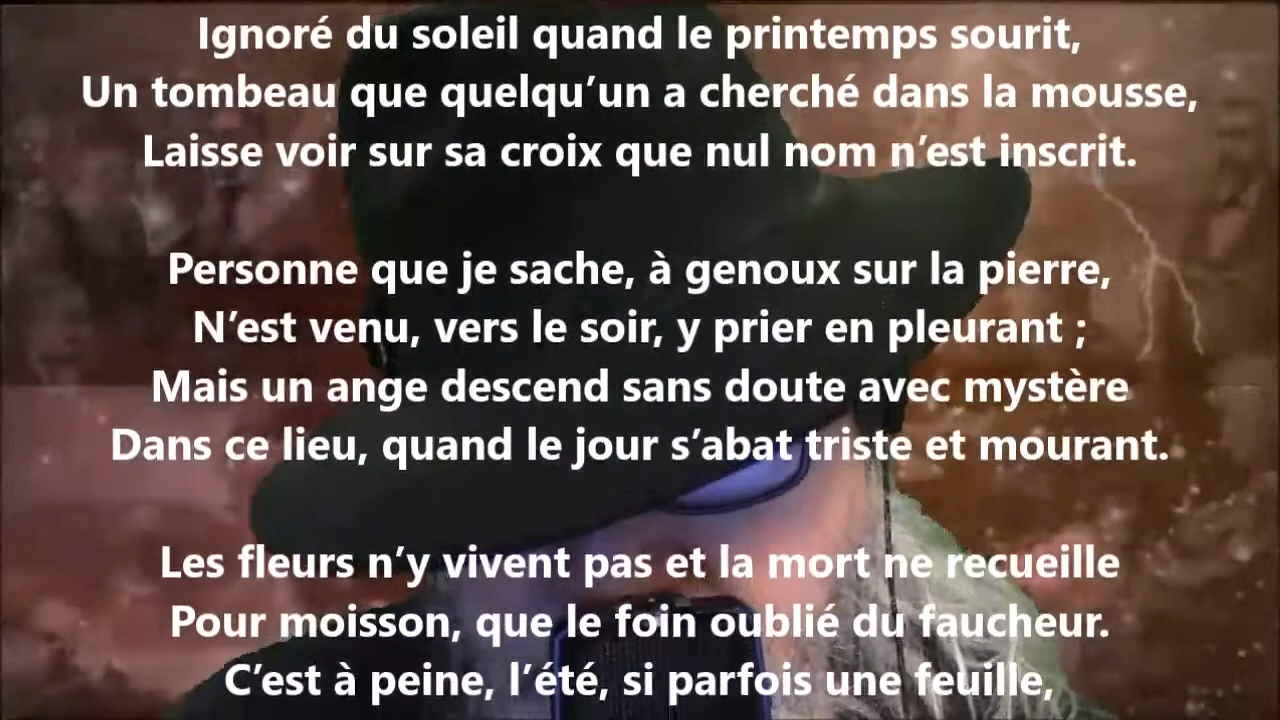 Ignoré du soleil quand le printemps sourit,
Un tombeau que quelqu’un a cherché dans la mousse,
Laisse voir sur sa croix que nul nom n’est inscrit.
Personne que je sache, à genoux sur la pierre,
N’est venu, vers le soir, y prier en pleurant ;
Mais un ange descend sans doute avec mystère
Dans ce lieu, quand le jour s’abat triste et mourant.
Les fleurs n’y vivent pas et la mort ne recueille
Pour moisson, que le foin oublié du faucheur.
C’est à peine, l’été, si parfois une feuille,